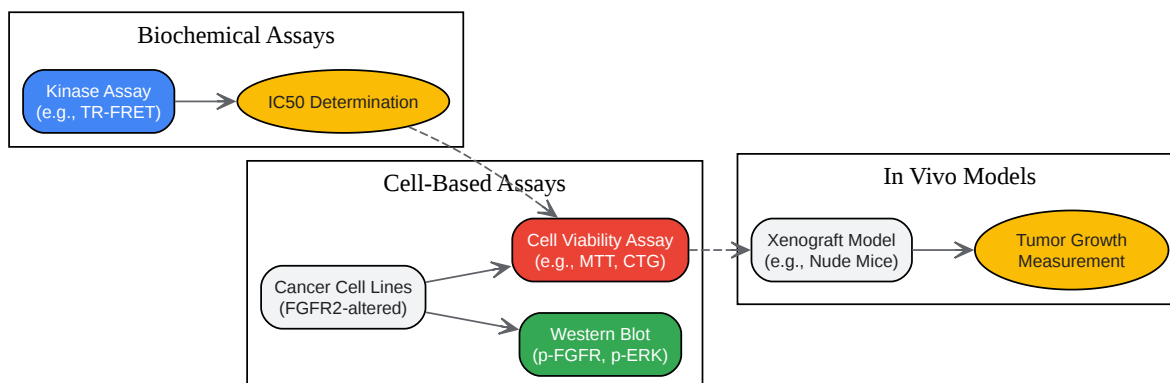 Biochemical Assays
Kinase Assay
(e.g., TR-FRET)
IC50 Determination
Cell-Based Assays
Cancer Cell Lines
(FGFR2-altered)
Cell Viability Assay
(e.g., MTT, CTG)
Western Blot
(p-FGFR, p-ERK)
In Vivo Models
Xenograft Model
(e.g., Nude Mice)
Tumor Growth
Measurement